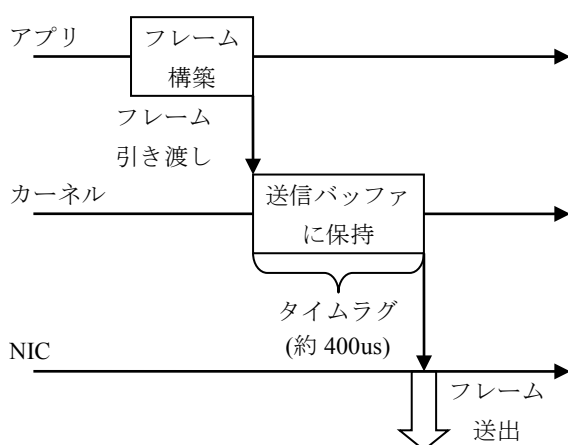 アプリ
フレーム
構築
フレーム
引き渡し
カーネル
送信バッファ
に保持
タイムラグ
(約 400us)
NIC
フレーム
送出